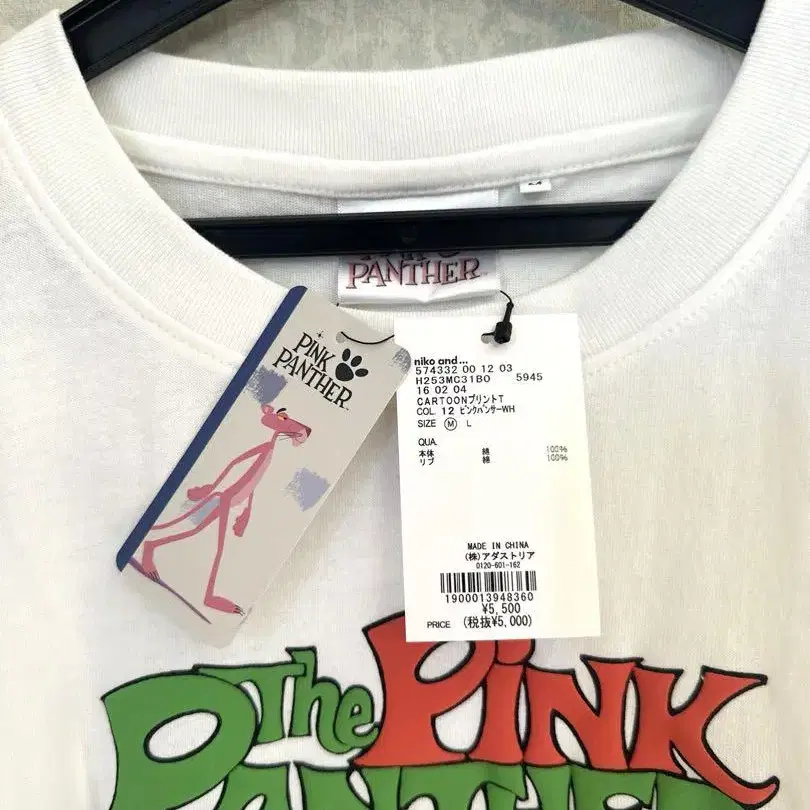 PANTHER
PINK
PANTHER
niko and...
574332 00 12 03
H253MC31B0 5945
16 02 04
CARTOONプリントT
COL. 12 ピンクパンサーWH
SIZE M L
QUA.
本体 綿 100%
リブ 綿 100%
MADE IN CHINA
(株)アダストリア
0120-601-162
1900013948360
¥5,500
PRICE (税抜¥5,000)
The PiNK
PANTHER